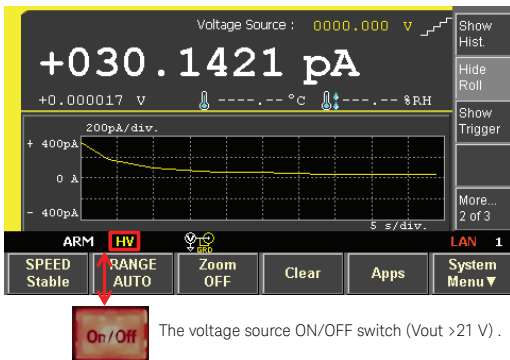 Voltage Source : 0000.000 V
Show Hist.
+030.1421 pA
Hide Roll
+0.000017 V ----.--°C ---.-- %RH
Show Trigger
200pA/div.
+ 400pA
0 A
- 400pA
5 s/div.
More... 2 of 3
ARM HV GRD LAN 1
SPEED Stable
RANGE AUTO
Zoom OFF
Clear
Apps
System Menu▼
On/Off
The voltage source ON/OFF switch (Vout >21 V) .